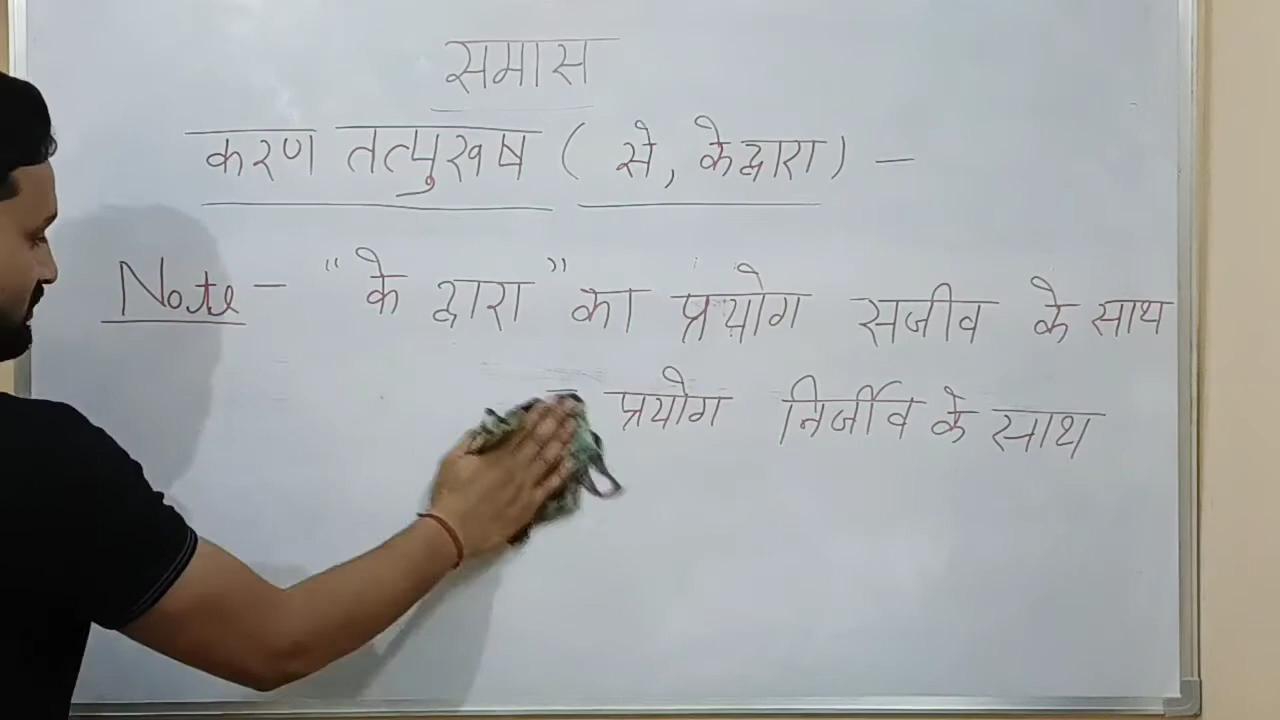 समास
करण तत्पुरूष ( से, के द्वारा ) -
Note - " के द्वारा " का प्रयोग सजीव के साथ
प्रयोग निर्जीव के साथ